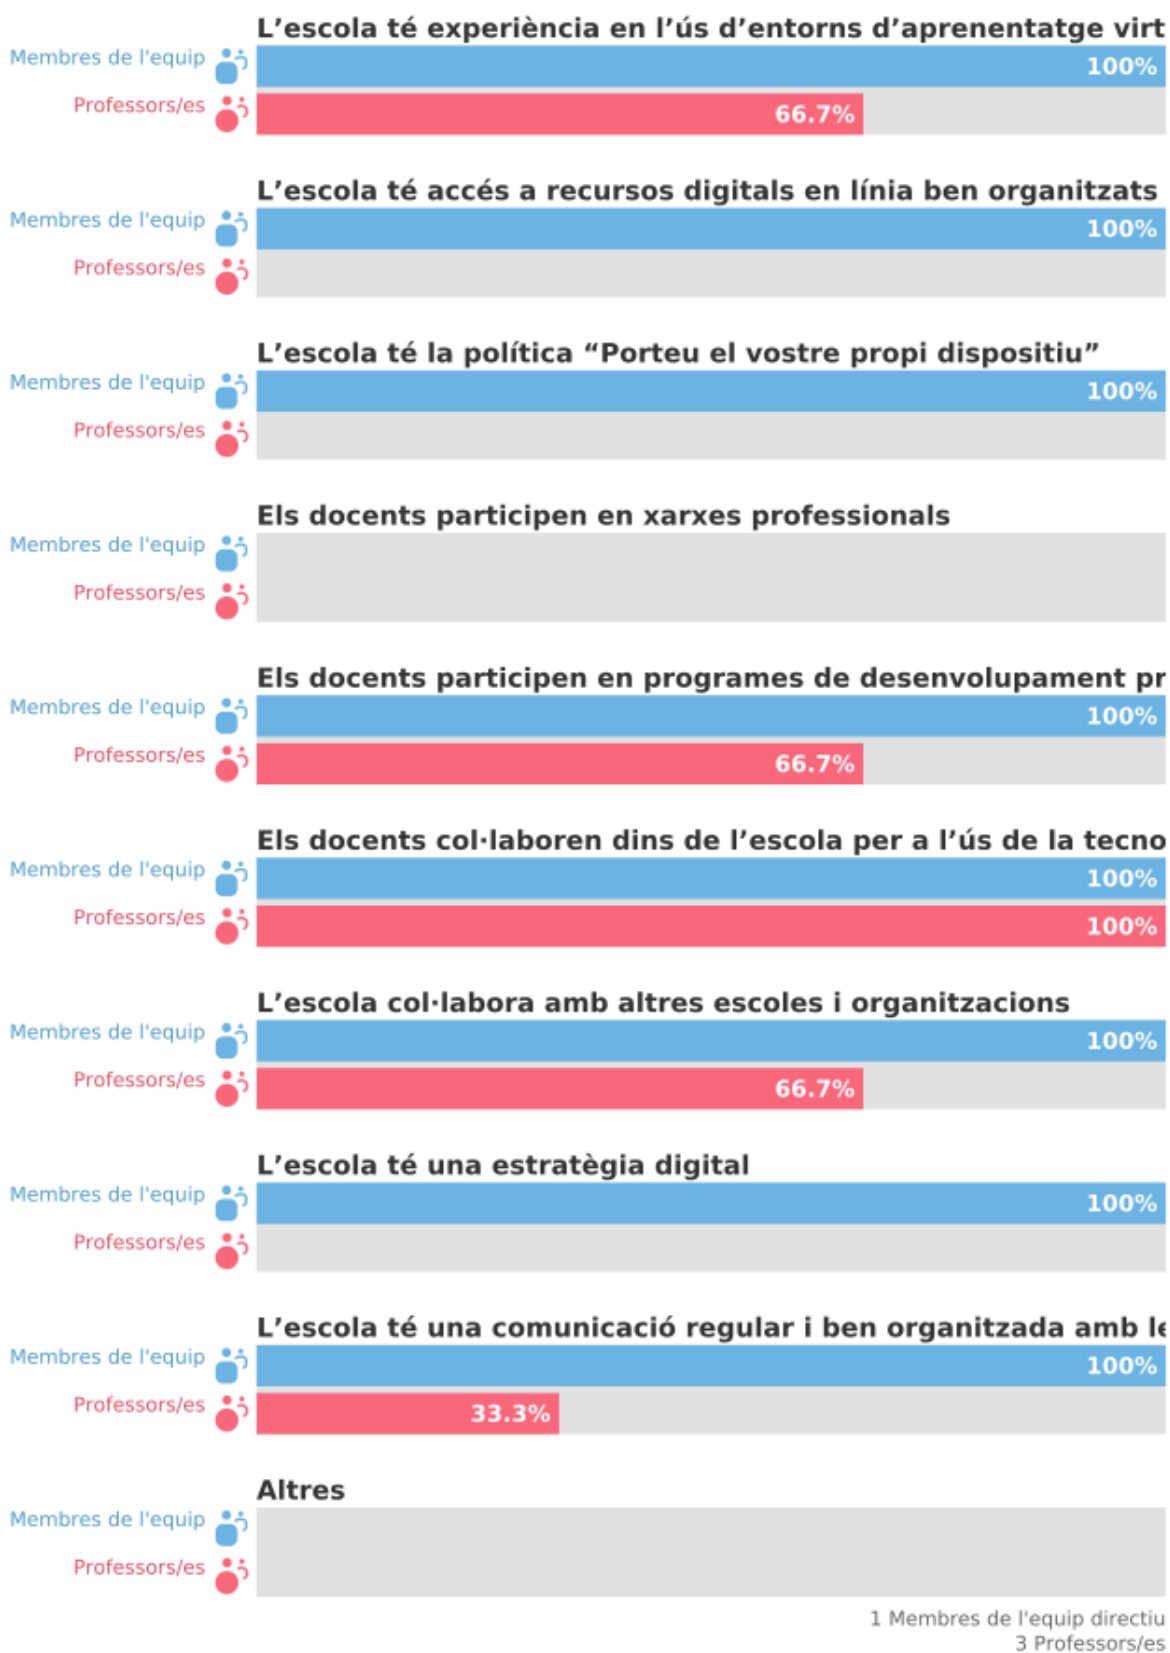 L’escola té experiència en l’ús d’entorns d’aprenentatge virt
Membres de l'equip
100%
Professors/es
66.7%
L’escola té accés a recursos digitals en línia ben organitzats
Membres de l'equip
100%
Professors/es
L’escola té la política “Porteu el vostre propi dispositiu”
Membres de l'equip
100%
Professors/es
Els docents participen en xarxes professionals
Membres de l'equip
Professors/es
Els docents participen en programes de desenvolupament pr
Membres de l'equip
100%
Professors/es
66.7%
Els docents col·laboren dins de l’escola per a l’ús de la tecno
Membres de l'equip
100%
Professors/es
100%
L’escola col·labora amb altres escoles i organitzacions
Membres de l'equip
100%
Professors/es
66.7%
L’escola té una estratègia digital
Membres de l'equip
100%
Professors/es
L’escola té una comunicació regular i ben organitzada amb le
Membres de l'equip
100%
Professors/es
33.3%
Altres
Membres de l'equip
Professors/es
1 Membres de l'equip directiu
3 Professors/es